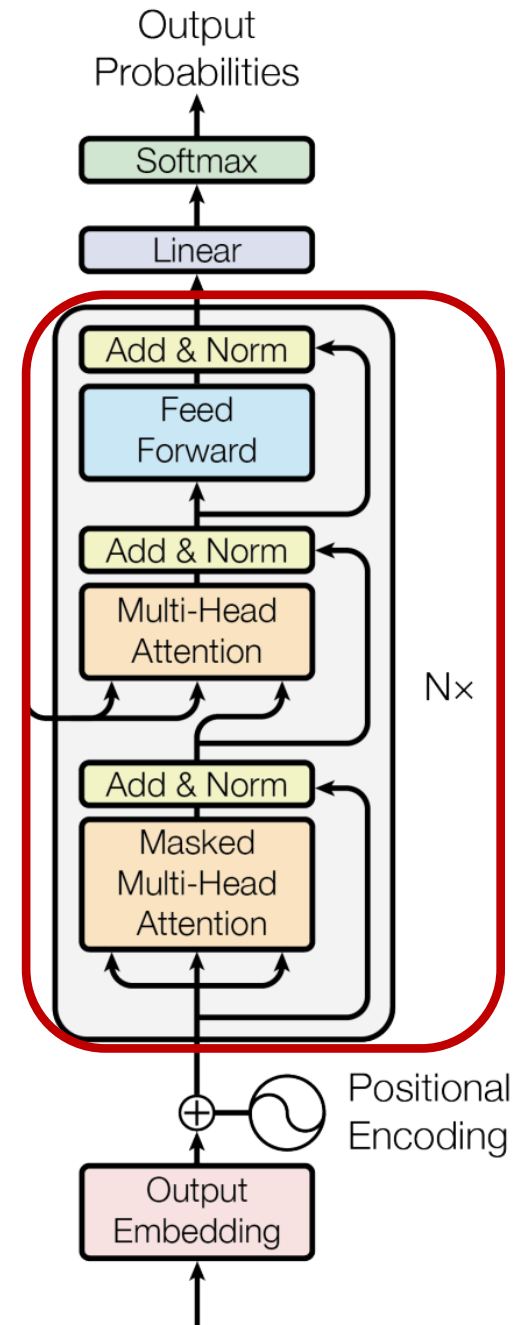 Output
Probabilities
Softmax
Linear
Add & Norm
Feed
Forward
Add & Norm
Multi-Head
Attention
N×
Add & Norm
Masked
Multi-Head
Attention
Positional
Encoding
Output
Embedding